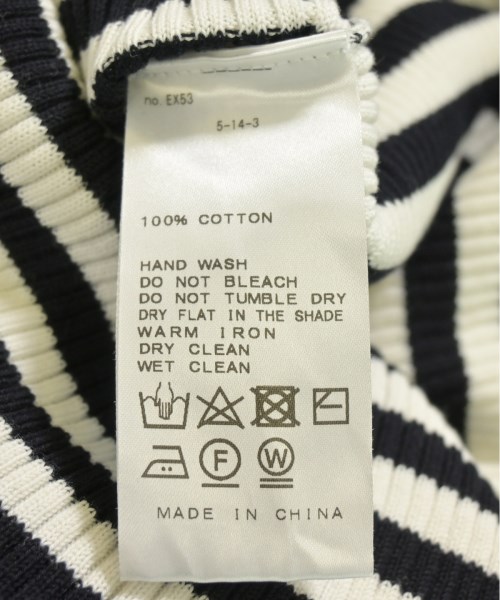 no. EX53
5-14-3
100% COTTON
HAND WASH
DO NOT BLEACH
DO NOT TUMBLE DRY
DRY FLAT IN THE SHADE
WARM IRON
DRY CLEAN
WET CLEAN
F W
MADE IN CHINA